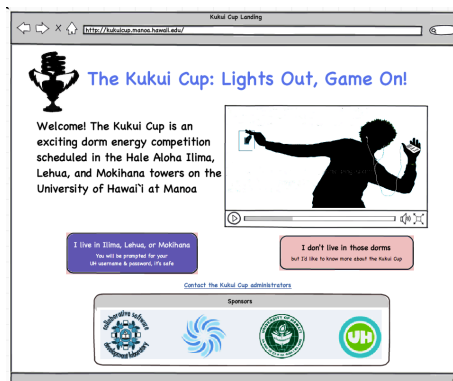 Kukui Cup Landing
http://kukuicup.manoa.hawaii.edu/
The Kukui Cup: Lights Out, Game On!
Welcome! The Kukui Cup is an
exciting dorm energy competition
scheduled in the Hale Aloha Ilima,
Lehua, and Mokihana towers on the
University of Hawai`i at Manoa
I live in Ilima, Lehua, or Mokihana
You will be prompted for your
UH username & password, it's safe
I don't live in those dorms
but I'd like to know more about the Kukui Cup
Contact the Kukui Cup administrators
Sponsors
collaborative software
development laboratory
UH